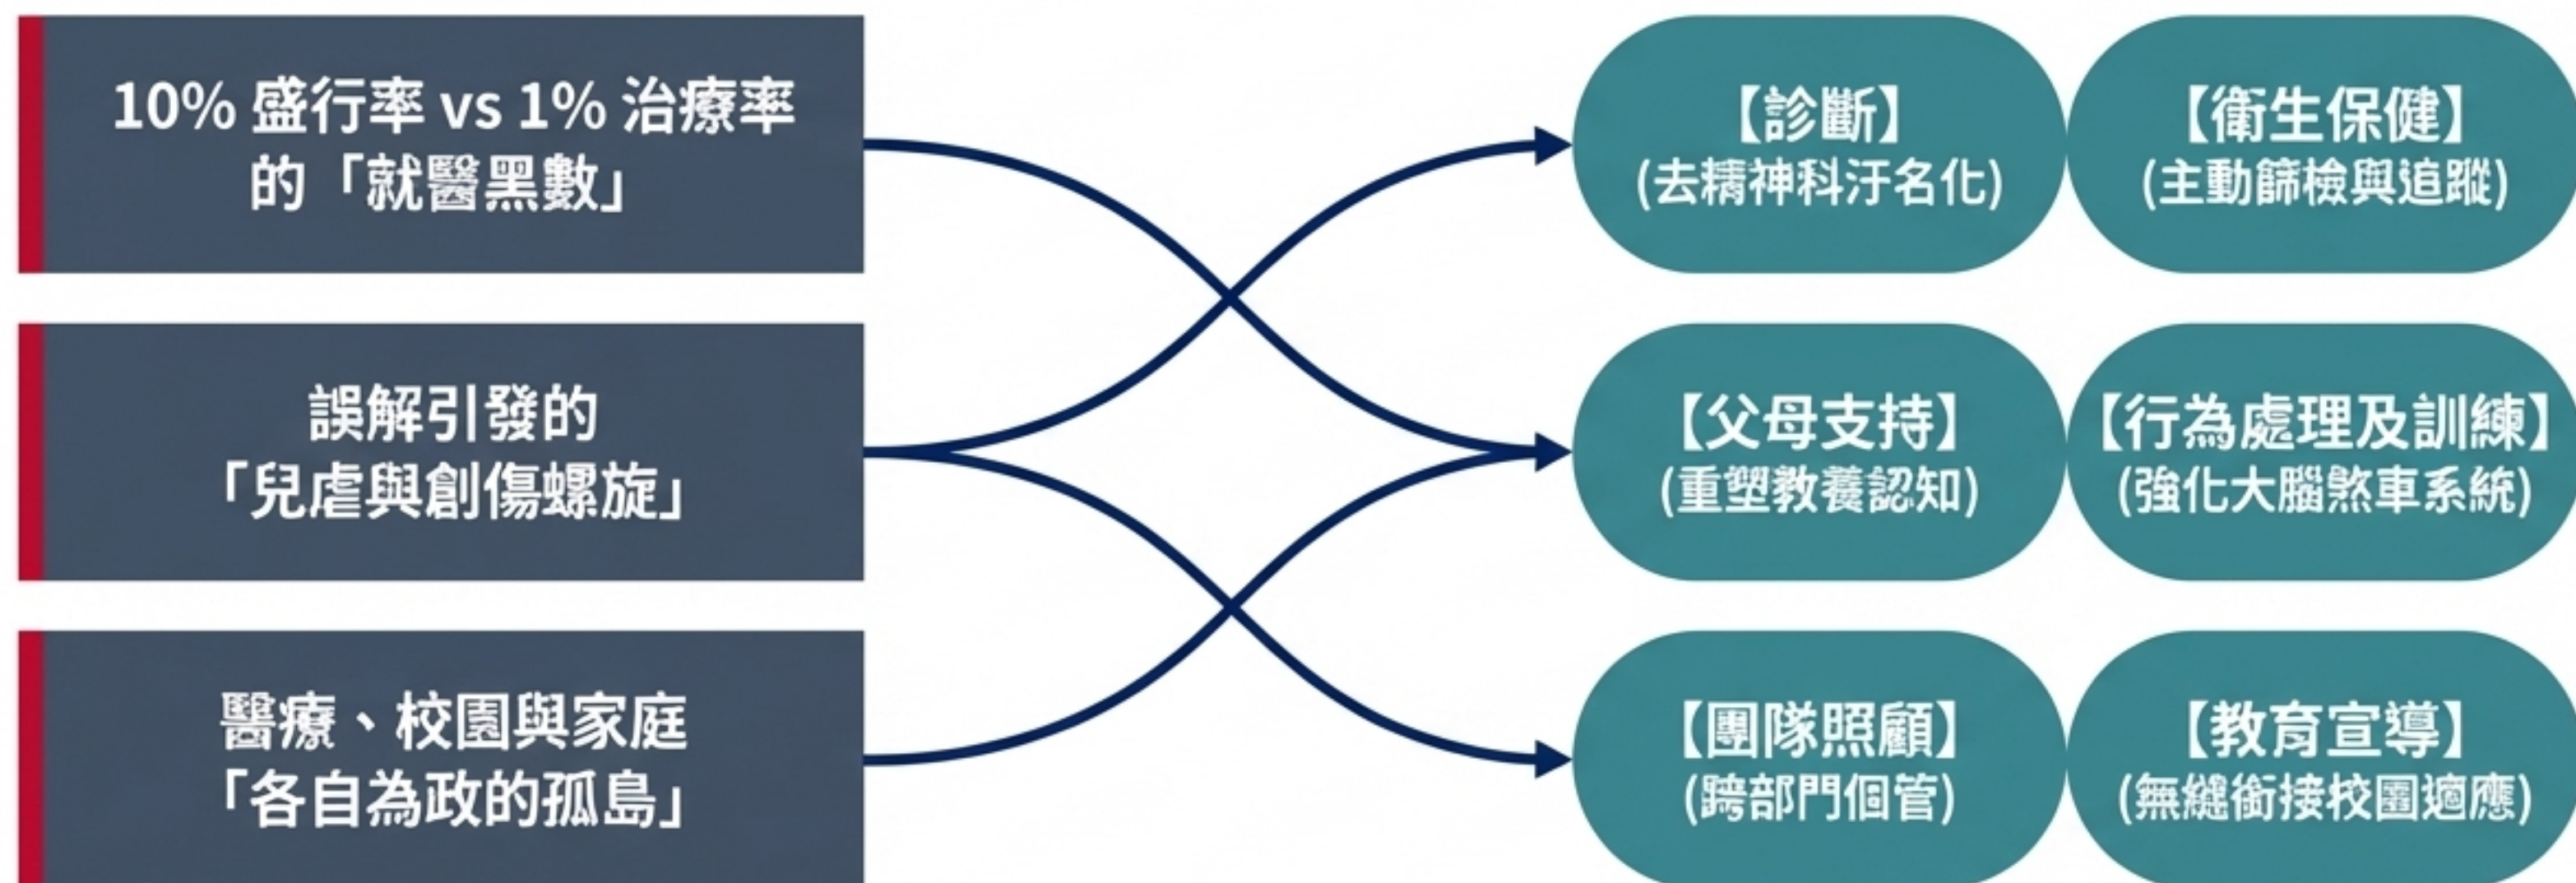 10% 盛行率 vs 1% 治療率
的「就醫黑數」
誤解引發的
「兒虐與創傷螺旋」
醫療、校園與家庭
「各自為政的孤島」
【診斷】
(去精神科汙名化)
【衛生保健】
(主動篩檢與追蹤)
【父母支持】
(重塑教養認知)
【行為處理及訓練】
(強化大腦煞車系統)
【團隊照顧】
(跨部門個管)
【教育宣導】
(無縫銜接校園適應)